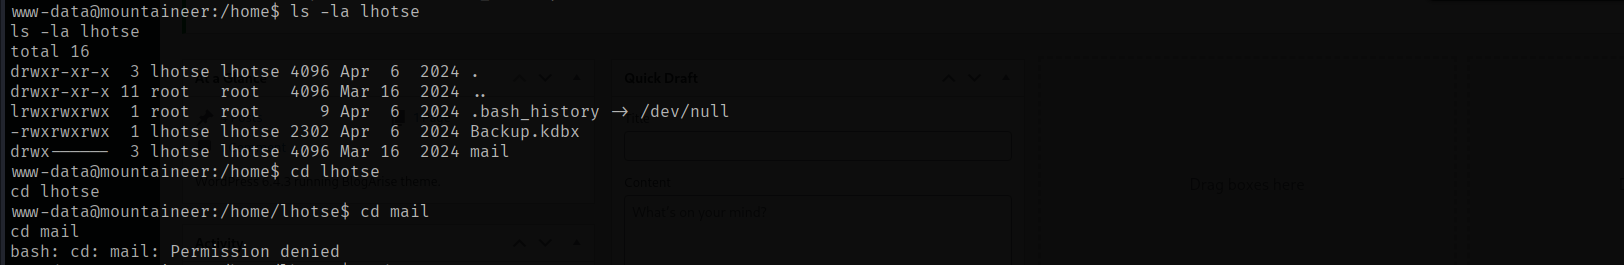 www-data@mountaineer:/home$ ls -la lhotse
ls -la lhotse
total 16
drwxr-xr-x  3 lhotse lhotse 4096 Apr  6  2024 .
drwxr-xr-x 11 root   root   4096 Mar 16  2024 ..
lrwxrwxrwx  1 root   root      9 Apr  6  2024 .bash_history → /dev/null
-rwxrwxrwx  1 lhotse lhotse 2302 Apr  6  2024 Backup.kdbx
drwx------  3 lhotse lhotse 4096 Mar 16  2024 mail
www-data@mountaineer:/home$ cd lhotse
cd lhotse
www-data@mountaineer:/home/lhotse$ cd mail
cd mail
bash: cd: mail: Permission denied
Quick Draft
Content
What's on your mind?
Drag boxes here
Activity